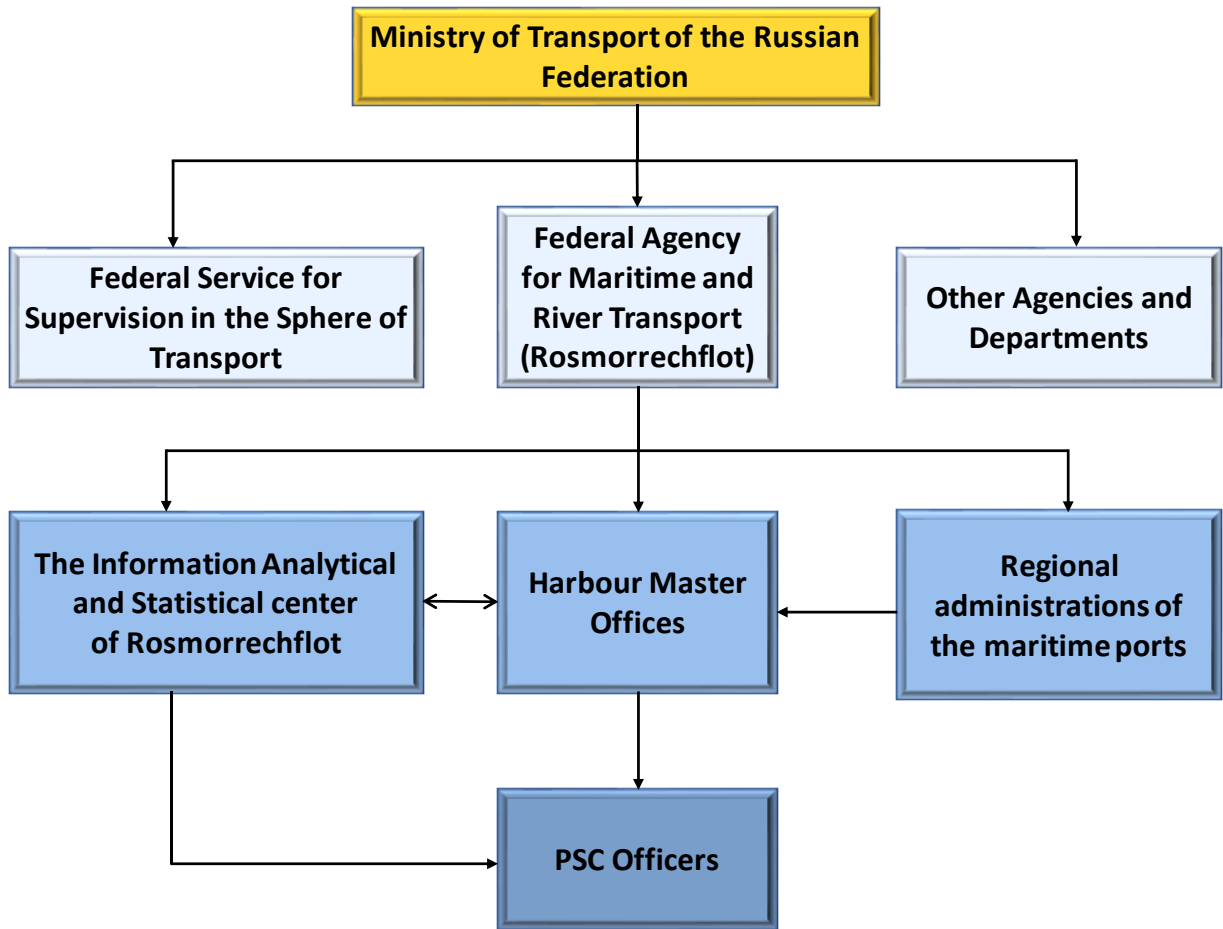 Ministry of Transport of the Russian
Federation
Federal Service for
Supervision in the Sphere of
Transport
Federal Agency
for Maritime and
River Transport
(Rosmorrechflot)
Other Agencies and
Departments
The Information Analytical
and Statistical center
of Rosmorrechflot
Harbour Master
Offices
Regional
administrations of
the maritime ports
PSC Officers